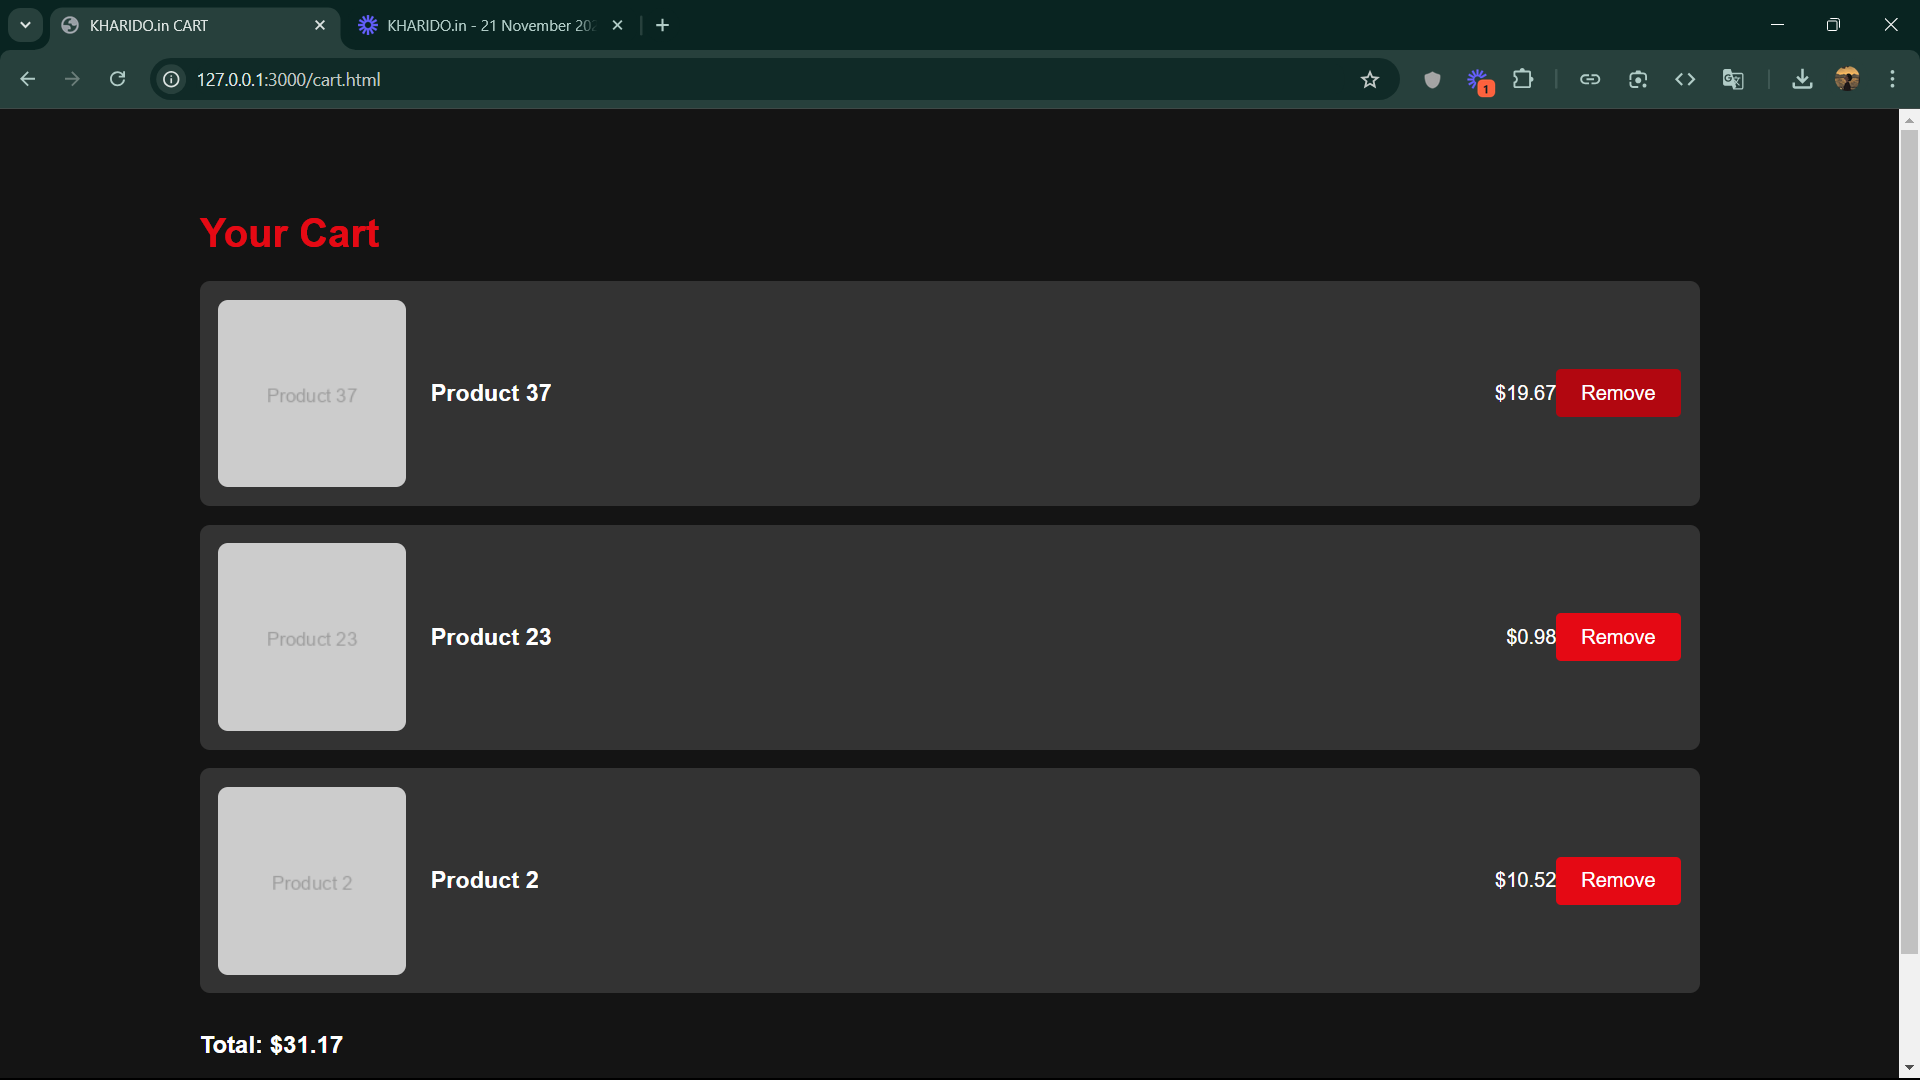 KHARIDO.in CART
KHARIDO.in - 21 November 202
127.0.0.1:3000/cart.html
1
Your Cart
Product 37
Product 37
$19.67
Remove
Product 23
Product 23
$0.98
Remove
Product 2
Product 2
$10.52
Remove
Total: $31.17